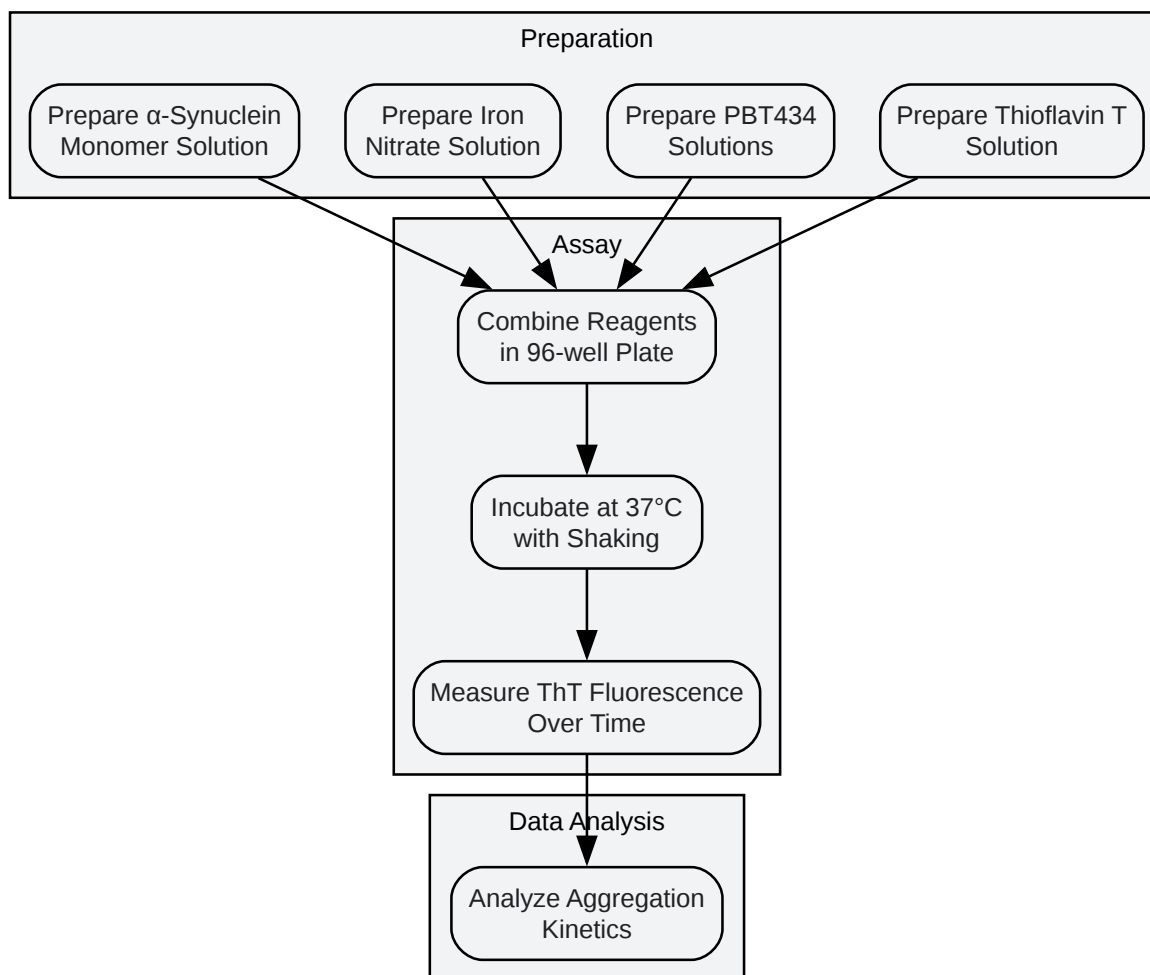 Preparation
Prepare α-Synuclein
Monomer Solution
Prepare Iron
Nitrate Solution
Prepare PBT434
Solutions
Prepare Thioflavin T
Solution
Assay
Combine Reagents
in 96-well Plate
Incubate at 37°C
with Shaking
Measure ThT Fluorescence
Over Time
Data Analysis
Analyze Aggregation
Kinetics